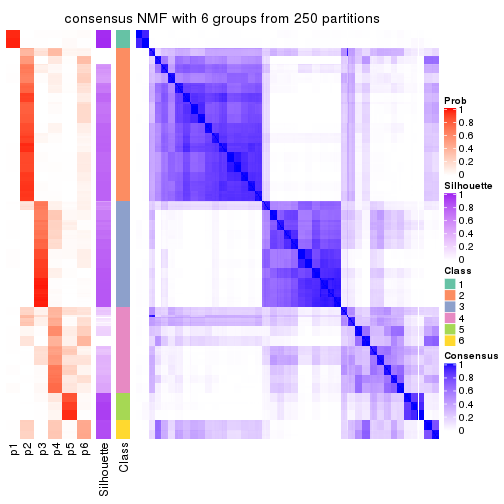 consensus NMF with 6 groups from 250 partitions
Prob
1
0.8
0.6
0.4
0.2
0
Silhouette
1
0.8
0.6
0.4
0.2
0
Class
1
2
3
4
5
6
Consensus
1
0.8
0.6
0.4
0.2
0
p1
p2
p3
p4
p5
p6
Silhouette
Class